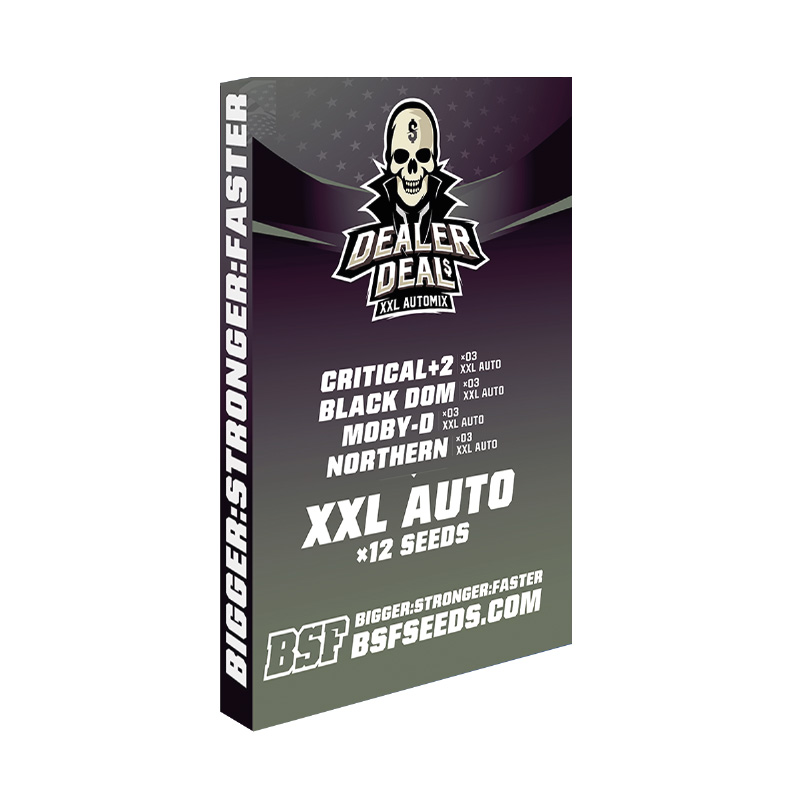 BIGGER:STRONGER:FASTER
$
DEALER
DEAL$
XXL AUTOMIX
CRITICAL+2 ×03 XXL AUTO
BLACK DOM ×03 XXL AUTO
MOBY-D ×03 XXL AUTO
NORTHERN ×03 XXL AUTO
XXL AUTO
×12 SEEDS
BSF
BIGGER:STRONGER:FASTER
BSFSEEDS.COM